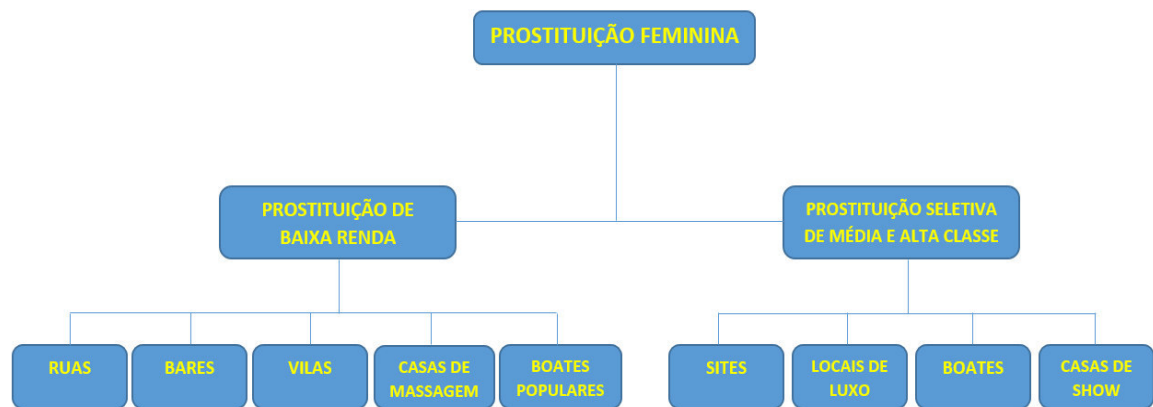 PROSTITUIÇÃO FEMININA
PROSTITUIÇÃO DE
BAIXA RENDA
PROSTITUIÇÃO SELETIVA
DE MÉDIA E ALTA CLASSE
RUAS
BARES
VILAS
CASAS DE
MASSAGEM
BOATES
POPULARES
SITES
LOCAIS DE
LUXO
BOATES
CASAS DE
SHOW